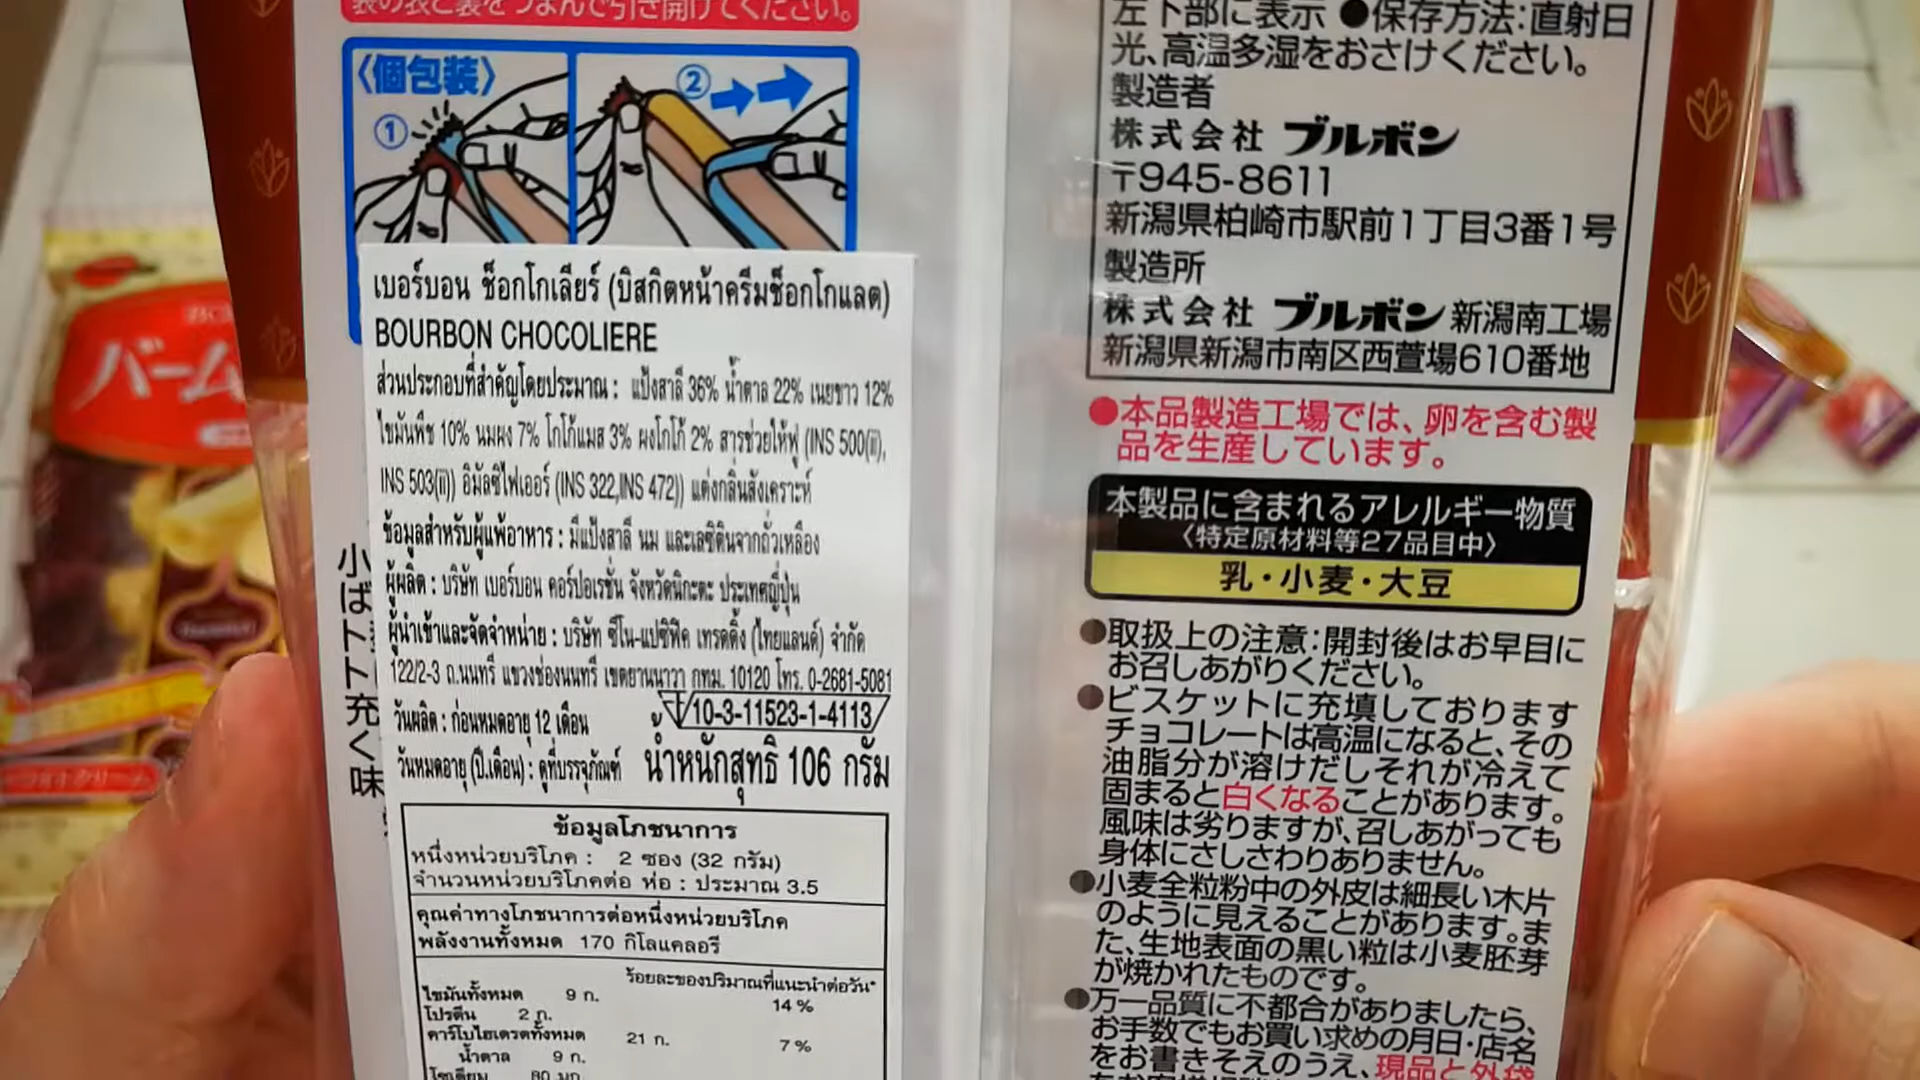 袋の表と裏をつまんで引き開けてください。
〈個包装〉
①
②
เบอร์บอน ช็อกโกเลียร์ (บิสกิตหน้าครีมช็อกโกแลต)
BOURBON CHOCOLIERE
ส่วนประกอบที่สำคัญโดยประมาณ : แป้งสาลี 36% น้ำตาล 22% เนยขาว 12%
ไขมันพืช 10% นมผง 7% โกโก้แมส 3% ผงโกโก้ 2% สารช่วยให้ฟู (INS 500(ii),
INS 503(ii)) อิมัลซิไฟเออร์ (INS 322,INS 472)) แต่งกลิ่นสังเคราะห์
ข้อมูลสำหรับผู้แพ้อาหาร : มีแป้งสาลี นม และเลซิตินจากถั่วเหลือง
ผู้ผลิต : บริษัท เบอร์บอน คอร์ปอเรชั่น จังหวัดนิกะตะ ประเทศญี่ปุ่น
ผู้นำเข้าและจัดจำหน่าย : บริษัท ซีโน-แปซิฟิค เทรดดิ้ง (ไทยแลนด์) จำกัด
122/2-3 ถ.นนทรี แขวงช่องนนทรี เขตยานนาวา กทม. 10120 โทร. 0-2681-5081
วันผลิต : ก่อนหมดอายุ 12 เดือน
10-3-11523-1-4113
วันหมดอายุ (ปี.เดือน) : ดูที่บรรจุภัณฑ์ น้ำหนักสุทธิ 106 กรัม
ข้อมูลโภชนาการ
หนึ่งหน่วยบริโภค : 2 ซอง (32 กรัม)
จำนวนหน่วยบริโภคต่อ ห่อ : ประมาณ 3.5
คุณค่าทางโภชนาการต่อหนึ่งหน่วยบริโภค
พลังงานทั้งหมด 170 กิโลแคลอรี
ร้อยละของปริมาณที่แนะนำต่อวัน*
ไขมันทั้งหมด 9 ก. 14 %
โปรตีน 2 ก.
คาร์โบไฮเดรตทั้งหมด 21 ก. 7 %
น้ำตาล 9 ก.
โซเดียม 80 มก.
左下部に表示 ●保存方法:直射日
光、高温多湿をおさけください。
製造者
株式会社 ブルボン
〒945-8611
新潟県柏崎市駅前1丁目3番1号
製造所
株式会社 ブルボン 新潟南工場
新潟県新潟市南区西萱場610番地
●本品製造工場では、卵を含む製
品を生産しています。
本製品に含まれるアレルギー物質
〈特定原材料等27品目中〉
乳・小麦・大豆
●取扱上の注意:開封後はお早目に
お召しあがりください。
●ビスケットに充填しております
チョコレートは高温になると、その
油脂分が溶けだしそれが冷えて
固まると白くなることがあります。
風味は劣りますが、召しあがっても
身体にさしさわりありません。
●小麦全粒粉中の外皮は細長い木片
のように見えることがあります。ま
た、生地表面の黒い粒は小麦胚芽
が焼かれたものです。
●万一品質に不都合がありましたら、
お手数でもお買い求めの月日・店名
をお書きそえのうえ、現品と外袋
バーム